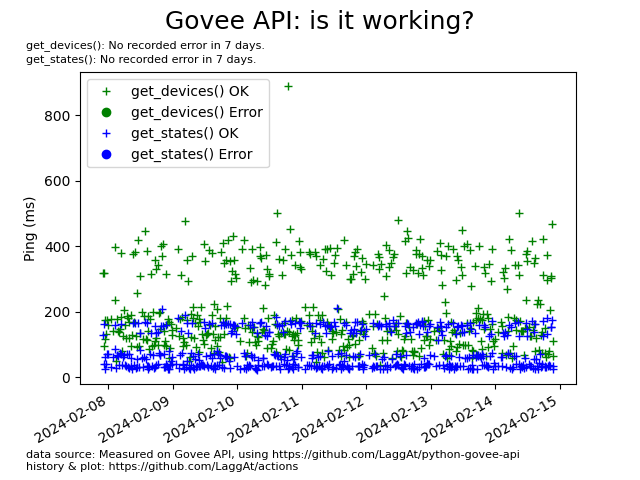 Govee API: is it working?
get_devices(): No recorded error in 7 days.
get_states(): No recorded error in 7 days.
get_devices() OK
get_devices() Error
get_states() OK
get_states() Error
Ping (ms)
800
600
400
200
0
2024-02-08
2024-02-09
2024-02-10
2024-02-11
2024-02-12
2024-02-13
2024-02-14
2024-02-15
data source: Measured on Govee API, using https://github.com/LaggAt/python-govee-api
history & plot: https://github.com/LaggAt/actions